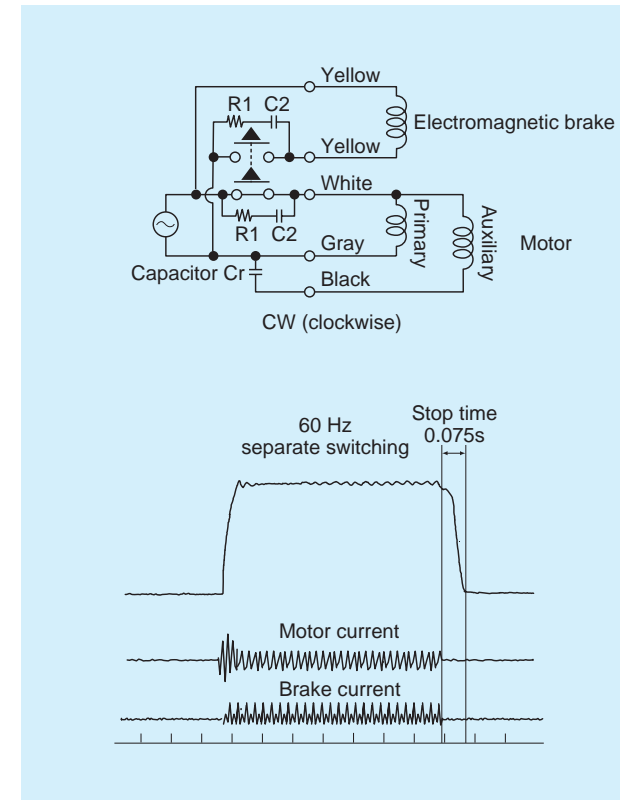 Yellow
R1 C2
Electromagnetic brake
Yellow
White
R1 C2
Primary
Auxiliary
Motor
Gray
Capacitor Cr
Black
CW (clockwise)
60 Hz
separate switching
Stop time
0.075s
Motor current
Brake current